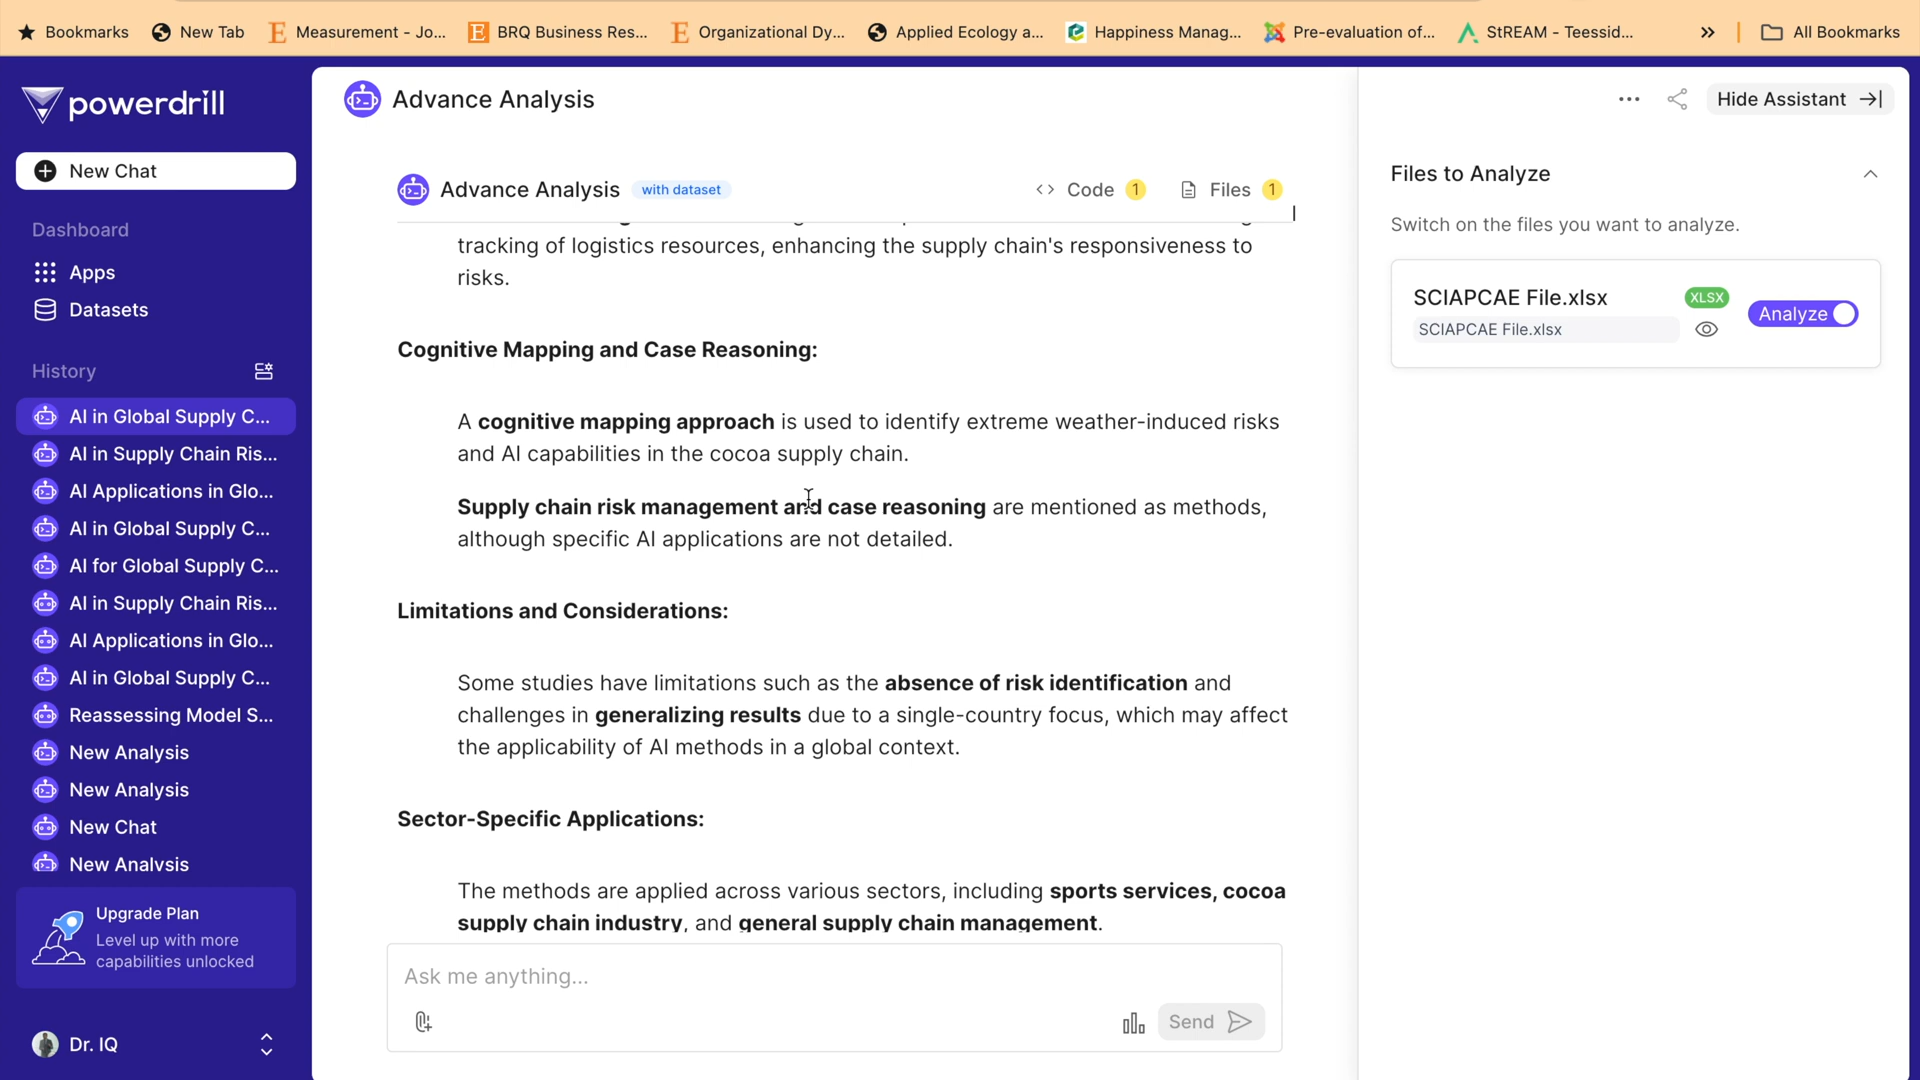 Bookmarks
New Tab
Measurement - Jo...
BRQ Business Res...
Organizational Dy...
Applied Ecology a...
Happiness Manag...
Pre-evaluation of...
StREAM - Teessid...
All Bookmarks
powerdrill
New Chat
Dashboard
Apps
Datasets
History
AI in Global Supply C...
AI in Supply Chain Ris...
AI Applications in Glo...
AI in Global Supply C...
AI for Global Supply C...
AI in Supply Chain Ris...
AI Applications in Glo...
AI in Global Supply C...
Reassessing Model S...
New Analysis
New Analysis
New Chat
New Analysis
Upgrade Plan
Level up with more
capabilities unlocked
Dr. IQ
Advance Analysis
Advance Analysis with dataset
Code 1
Files 1
tracking of logistics resources, enhancing the supply chain's responsiveness to
risks.
Cognitive Mapping and Case Reasoning:
A cognitive mapping approach is used to identify extreme weather-induced risks
and AI capabilities in the cocoa supply chain.
Supply chain risk management and case reasoning are mentioned as methods,
although specific AI applications are not detailed.
Limitations and Considerations:
Some studies have limitations such as the absence of risk identification and
challenges in generalizing results due to a single-country focus, which may affect
the applicability of AI methods in a global context.
Sector-Specific Applications:
The methods are applied across various sectors, including sports services, cocoa
supply chain industry, and general supply chain management.
Ask me anything...
Send
Hide Assistant
Files to Analyze
Switch on the files you want to analyze.
SCIAPCAE File.xlsx
XLSX
SCIAPCAE File.xlsx
Analyze